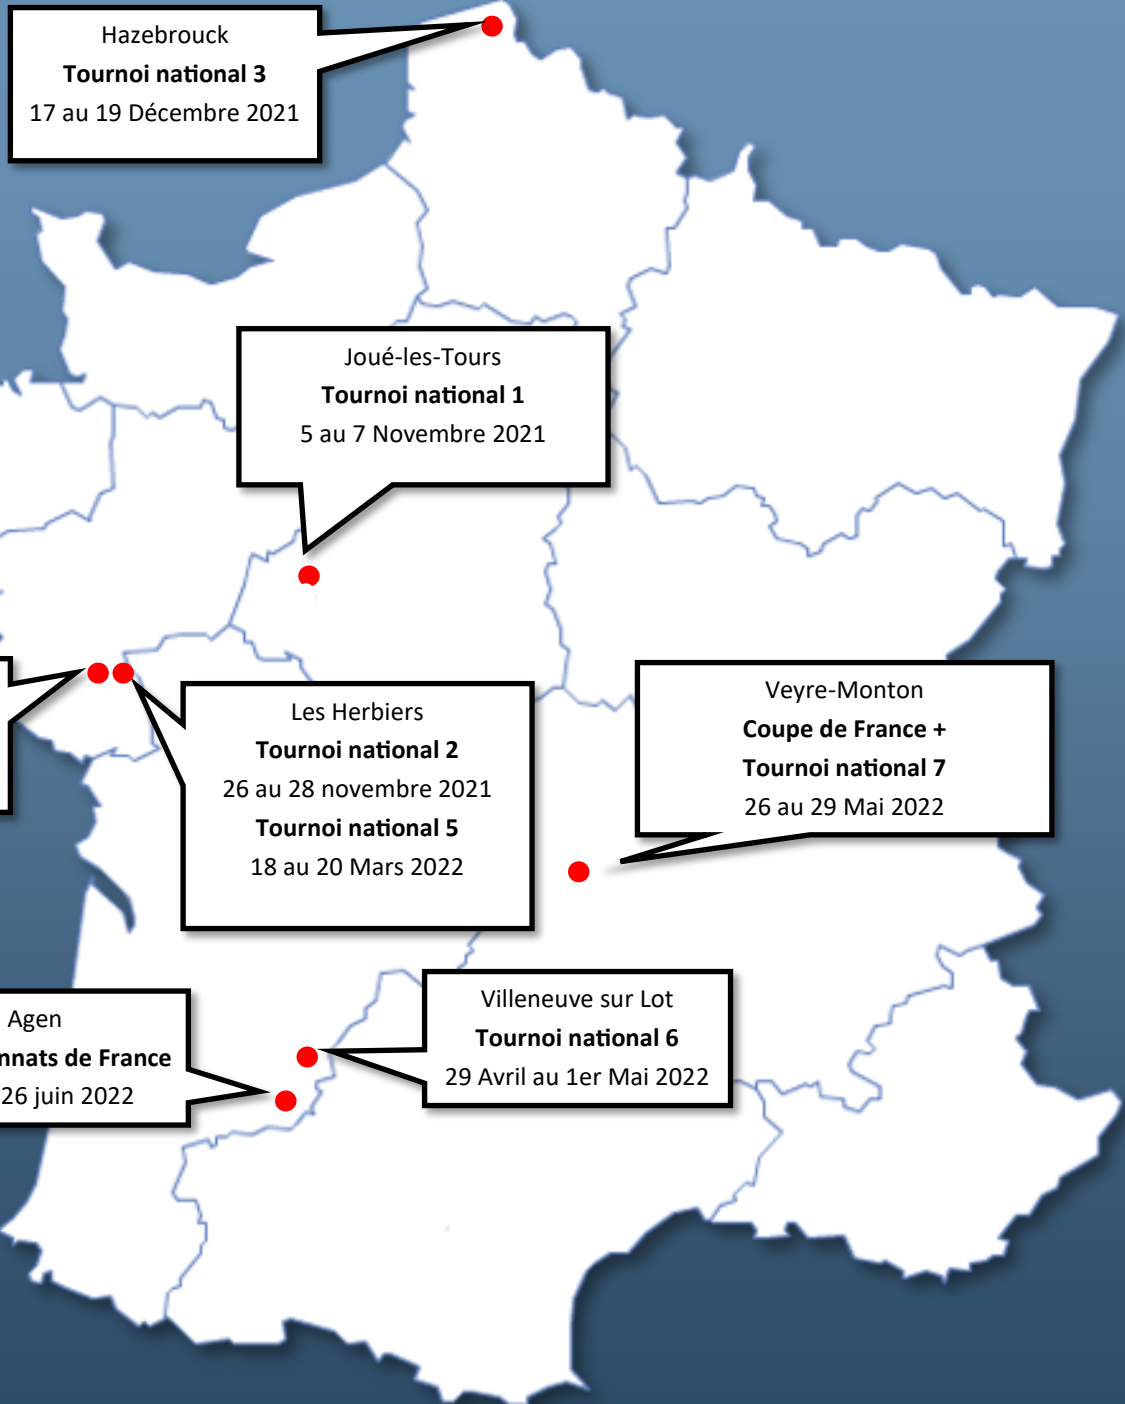 Hazebrouck
Tournoi national 3
17 au 19 Décembre 2021
Joué-les-Tours
Tournoi national 1
5 au 7 Novembre 2021
Les Herbiers
Tournoi national 2
26 au 28 novembre 2021
Tournoi national 5
18 au 20 Mars 2022
Veyre-Monton
Coupe de France +
Tournoi national 7
26 au 29 Mai 2022
Villeneuve sur Lot
Tournoi national 6
29 Avril au 1er Mai 2022
Agen
nnats de France
26 juin 2022